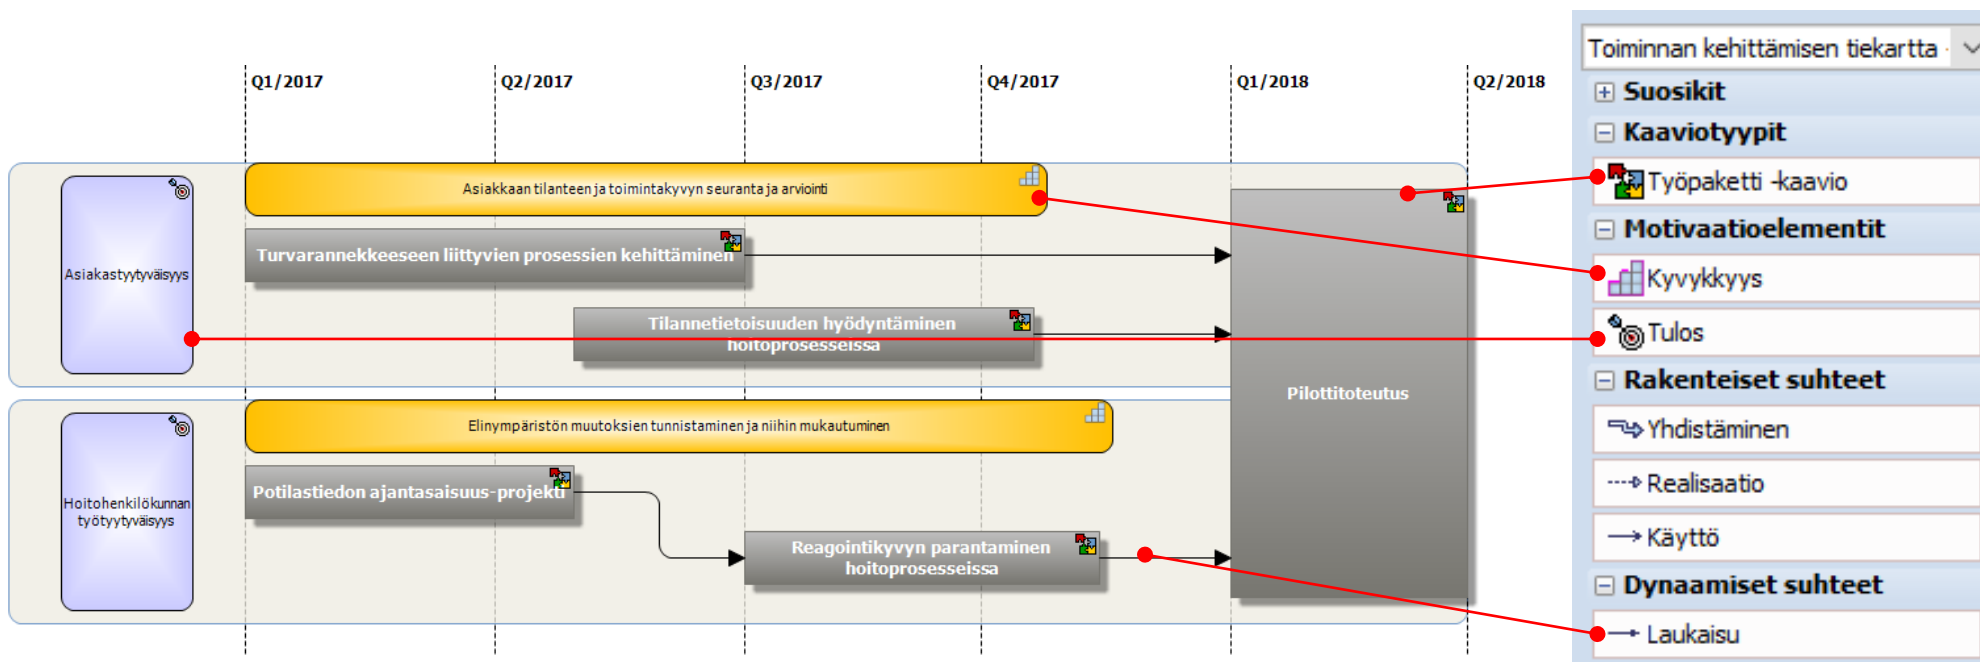 Q1/2017
Q2/2017
Q3/2017
Q4/2017
Q1/2018
Q2/2018
Asiakastyytyväisyys
Asiakkaan tilanteen ja toimintakyvyn seuranta ja arviointi
Turvarannekkeeseen liittyvien prosessien kehittäminen
Tilannetietoisuuden hyödyntäminen
hoitoprosesseissa
Pilottitoteutus
Hoitohenkilökunnan
työtyytyväisyys
Elinympäristön muutoksien tunnistaminen ja niihin mukautuminen
Potilastiedon ajantasaisuus-projekti
Reagointikyvyn parantaminen
hoitoprosesseissa
Toiminnan kehittämisen tiekartta -
Suosikit
Kaaviotyypit
Työpaketti -kaavio
Motivaatioelementit
Kyvykkyys
Tulos
Rakenteiset suhteet
Yhdistäminen
Realisaatio
Käyttö
Dynaamiset suhteet
Laukaisu